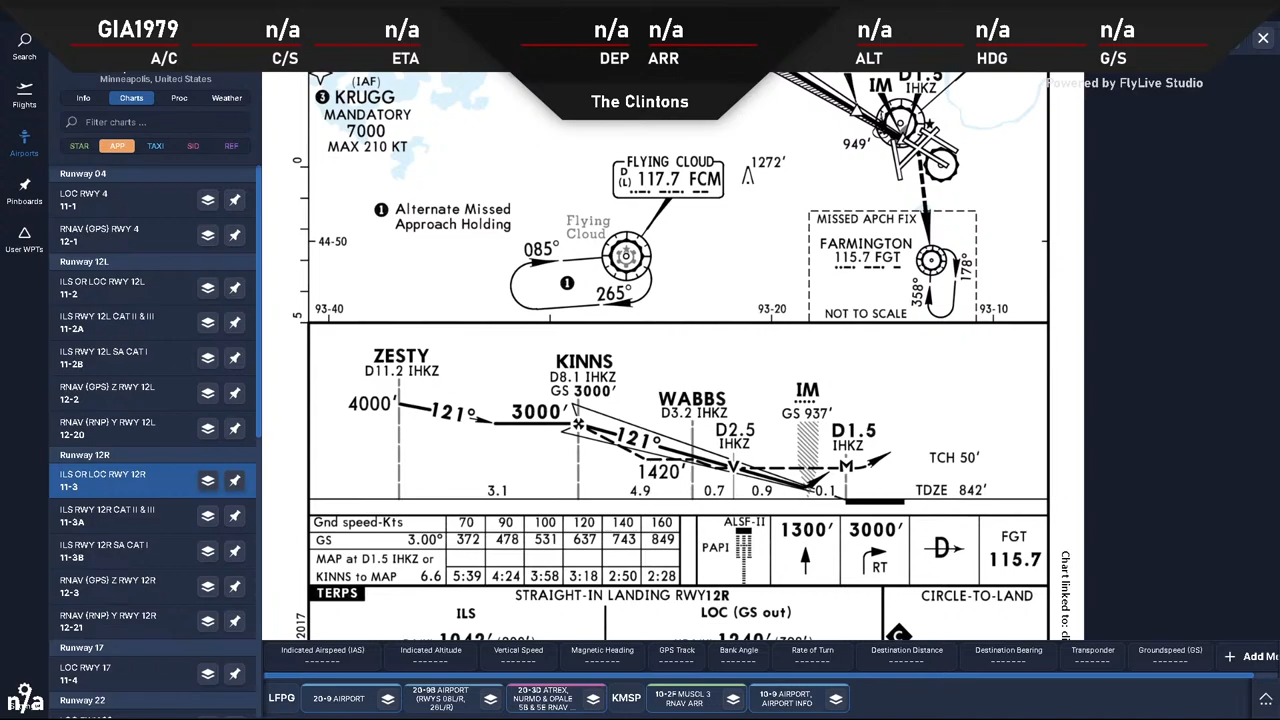 GIA1979
n/a
n/a
n/a
n/a
n/a
n/a
n/a
A/C
C/S
ETA
DEP
ARR
ALT
HDG
G/S
The Clintons
Powered by FlyLive Studio
Search
Flights
Airports
Pinboards
User WPTs
n/a
Minneapolis, United States
Info
Charts
Proc
Weather
Filter charts ...
STAR
APP
TAXI
SID
REF
Runway 04
LOC RWY 4
11-1
RNAV (GPS) RWY 4
12-1
Runway 12L
ILS OR LOC RWY 12L
11-2
ILS RWY 12L CAT II & III
11-2A
ILS RWY 12L SA CAT I
11-2B
RNAV (GPS) Z RWY 12L
12-2
RNAV (RNP) Y RWY 12L
12-20
Runway 12R
ILS OR LOC RWY 12R
11-3
ILS RWY 12R CAT II & III
11-3A
ILS RWY 12R SA CAT I
11-3B
RNAV (GPS) Z RWY 12R
12-3
RNAV (RNP) Y RWY 12R
12-21
Runway 17
LOC RWY 17
11-4
Runway 22
(IAF)
3 KRUGG
MANDATORY
7000
MAX 210 KT
IM
D1.5
IHKZ
949'
FLYING CLOUD
D
(L) 117.7 FCM
1272'
1 Alternate Missed
Approach Holding
Flying
Cloud
085°
1
265°
MISSED APCH FIX
FARMINGTON
115.7 FGT
178°
358°
NOT TO SCALE
0
44-50
5
93-40
93-20
93-10
ZESTY
D11.2 IHKZ
4000'
121°
KINNS
D8.1 IHKZ
GS 3000'
3000'
121°
WABBS
D3.2 IHKZ
D2.5
IHKZ
IM
GS 937'
D1.5
IHKZ
1420'
V
M
TCH 50'
3.1
4.9
0.7
0.9
0.1
TDZE 842'
Gnd speed-Kts 70 90 100 120 140 160
GS 3.00° 372 478 531 637 743 849
MAP at D1.5 IHKZ or
KINNS to MAP 6.6 5:39 4:24 3:58 3:18 2:50 2:28
ALSF-II
PAPI
1300'
3000'
RT
D
FGT
115.7
TERPS
STRAIGHT-IN LANDING RWY12R
CIRCLE-TO-LAND
ILS
LOC (GS out)
C
2017
Chart linked to:
Indicated Airspeed (IAS)
Indicated Altitude
Vertical Speed
Magnetic Heading
GPS Track
Bank Angle
Rate of Turn
Destination Distance
Destination Bearing
Transponder
Groundspeed (GS)
+ Add
LFPG
20-9 AIRPORT
20-9B AIRPORT
(RWYS 08L/R,
26L/R)
20-3D ATREX,
NURMO & OPALE
5B & 5E RNAV ...
KMSP
10-2F MUSCL 3
RNAV ARR
10-9 AIRPORT,
AIRPORT INFO